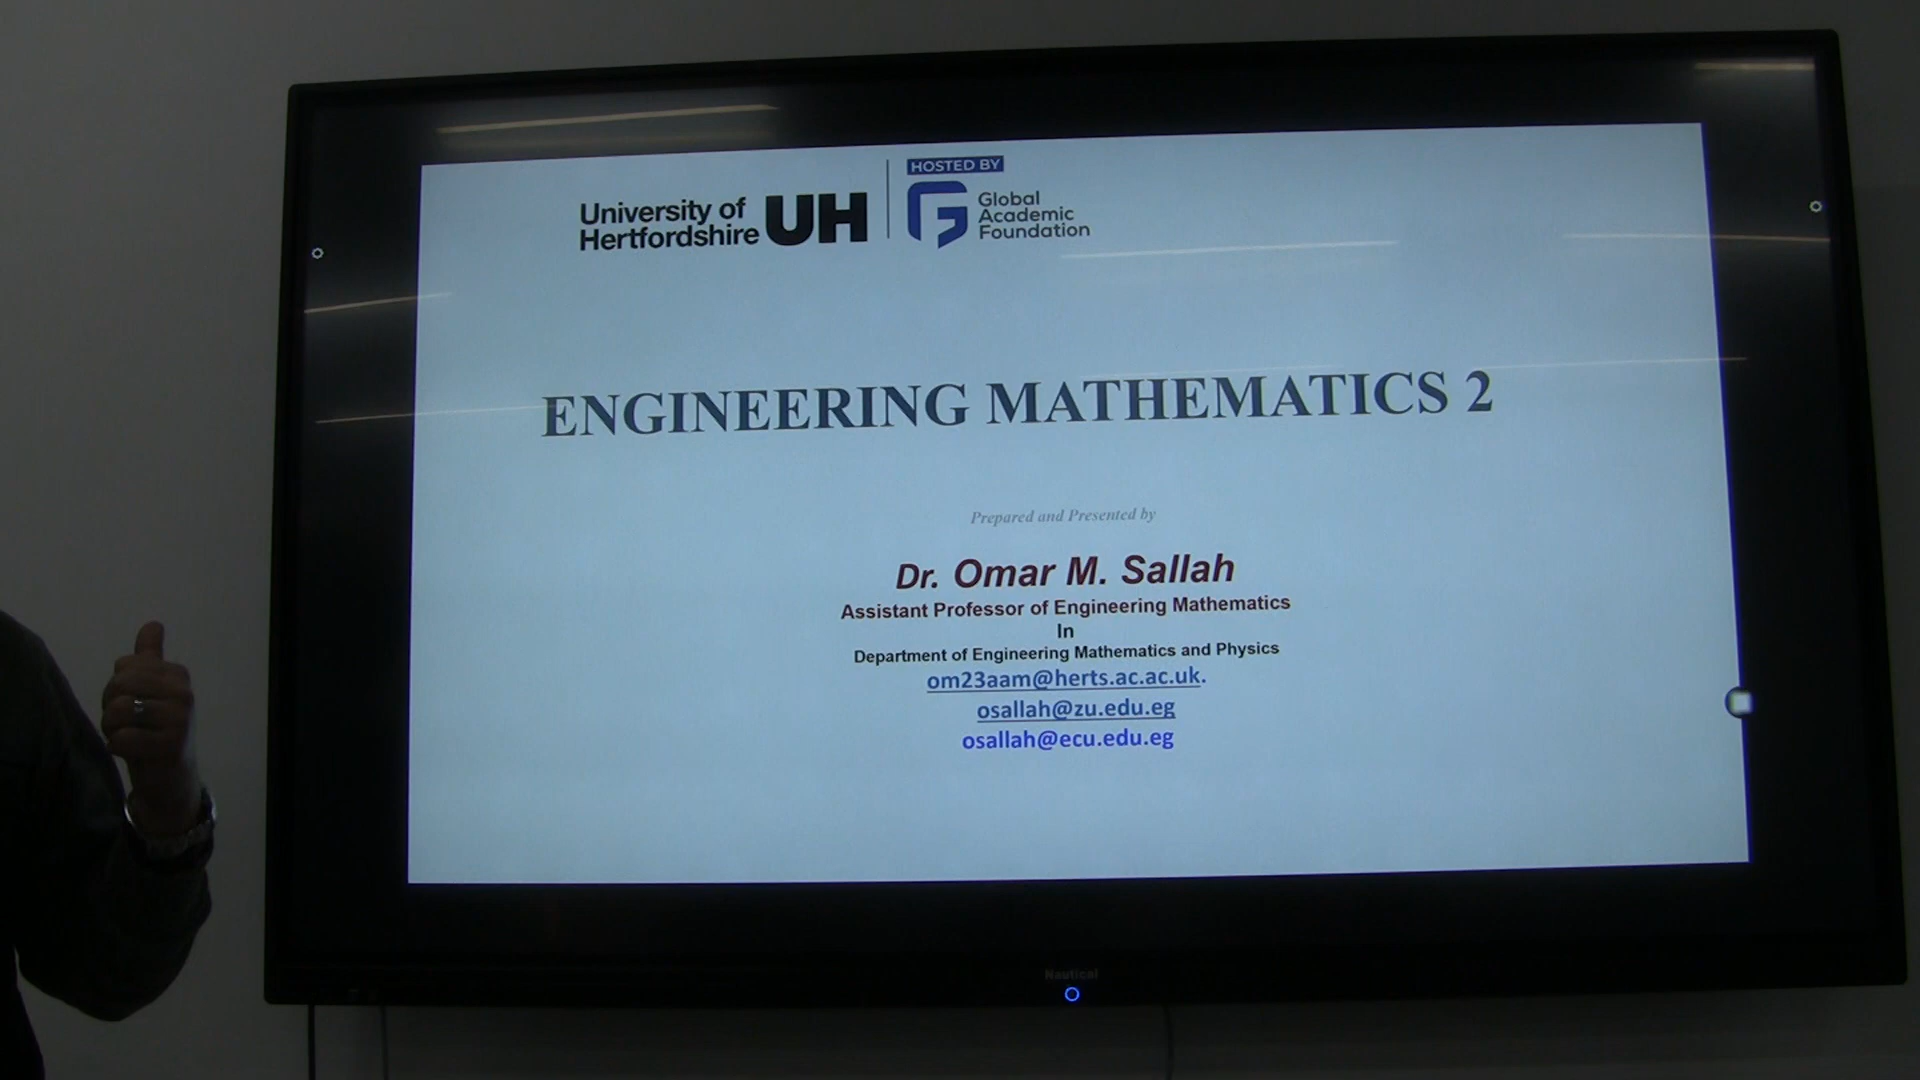 HOSTED BY
University of
Hertfordshire
UH
Global
Academic
Foundation
ENGINEERING MATHEMATICS 2
Prepared and Presented by
Dr. Omar M. Sallah
Assistant Professor of Engineering Mathematics
In
Department of Engineering Mathematics and Physics
om23aam@herts.ac.ac.uk.
osallah@zu.edu.eg
osallah@ecu.edu.eg
Nautical